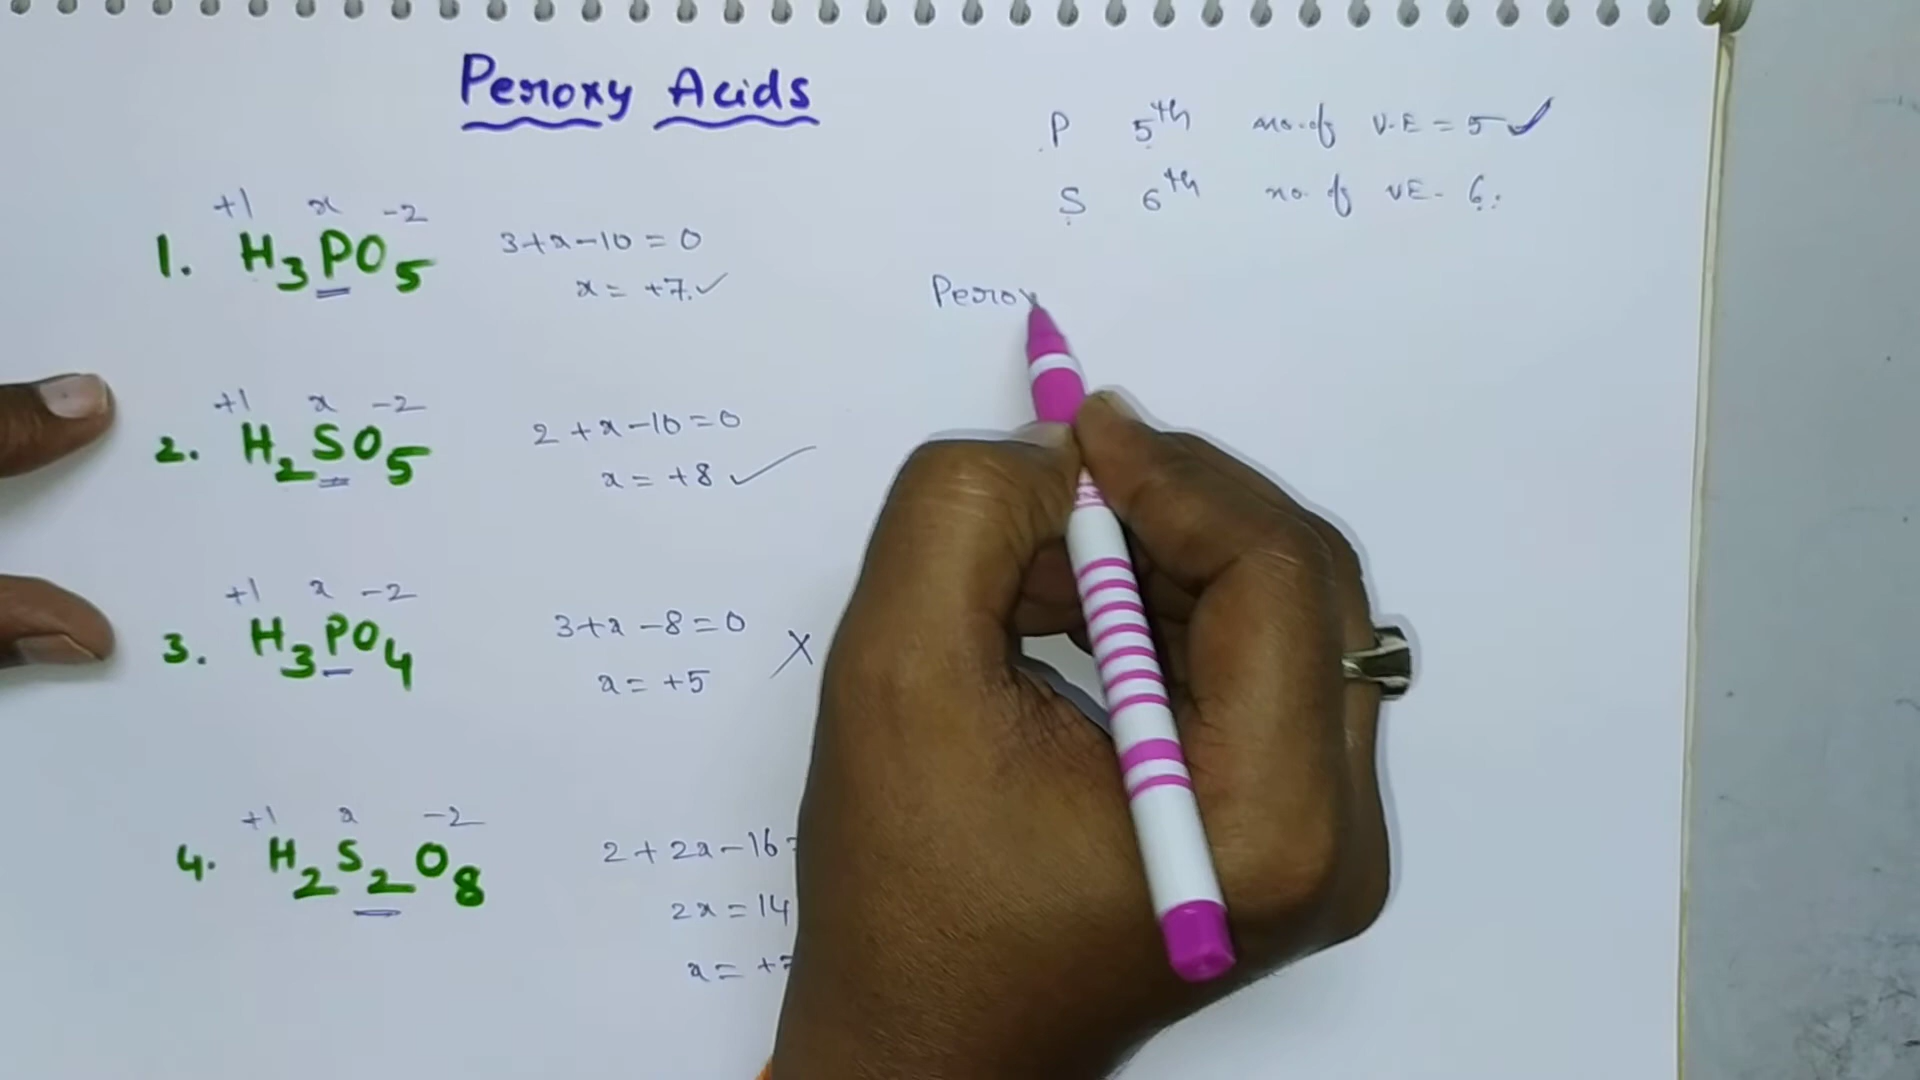 Peroxy Acids
P 5th no. of V.E = 5 ✓
S 6th no. of VE - 6.
+1 x -2
1. H3PO5
3+x-10=0
x = +7. ✓
Perox
+1 x -2
2. H2SO5
2+x-10=0
x = +8 ✓
+1 x -2
3. H3PO4
3+x-8=0
x = +5 X
+1 x -2
4. H2S2O8
2+2x-16
2x=14
x = +7